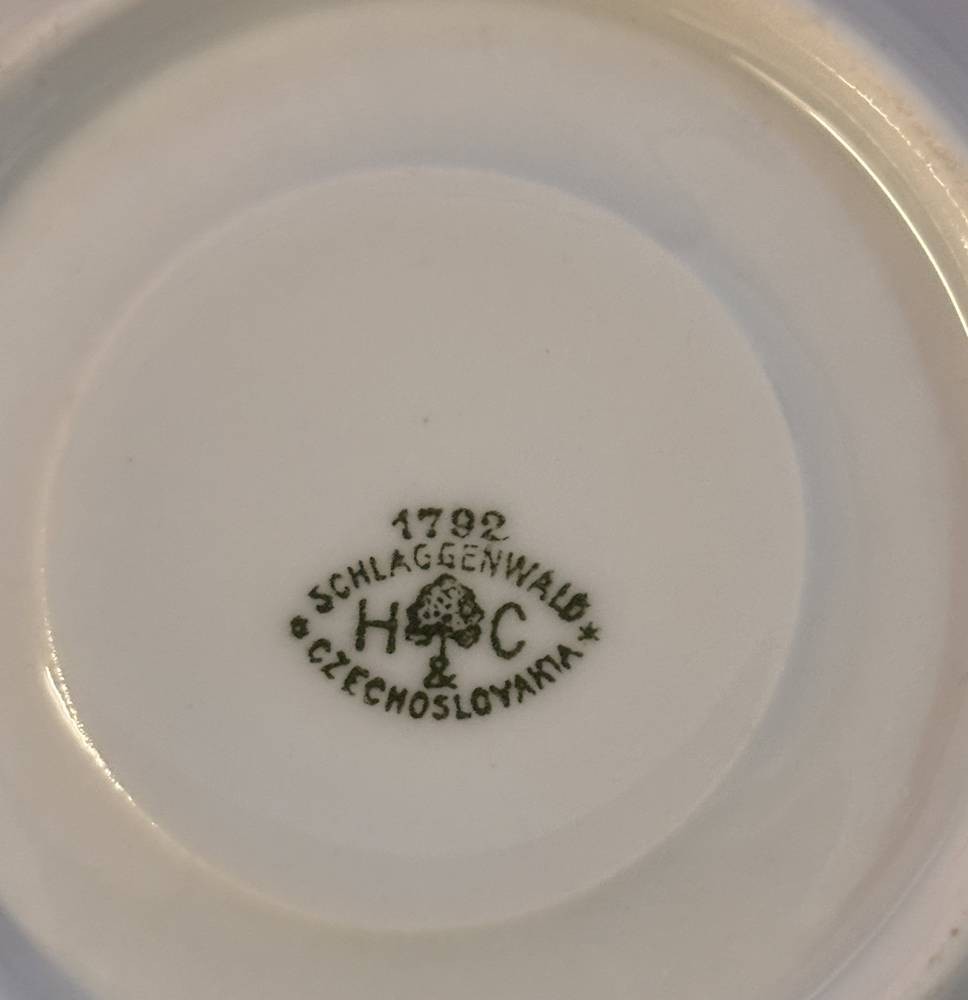 1792
SCHLAGGENWALD
H & C
CZECHOSLOVAKIA